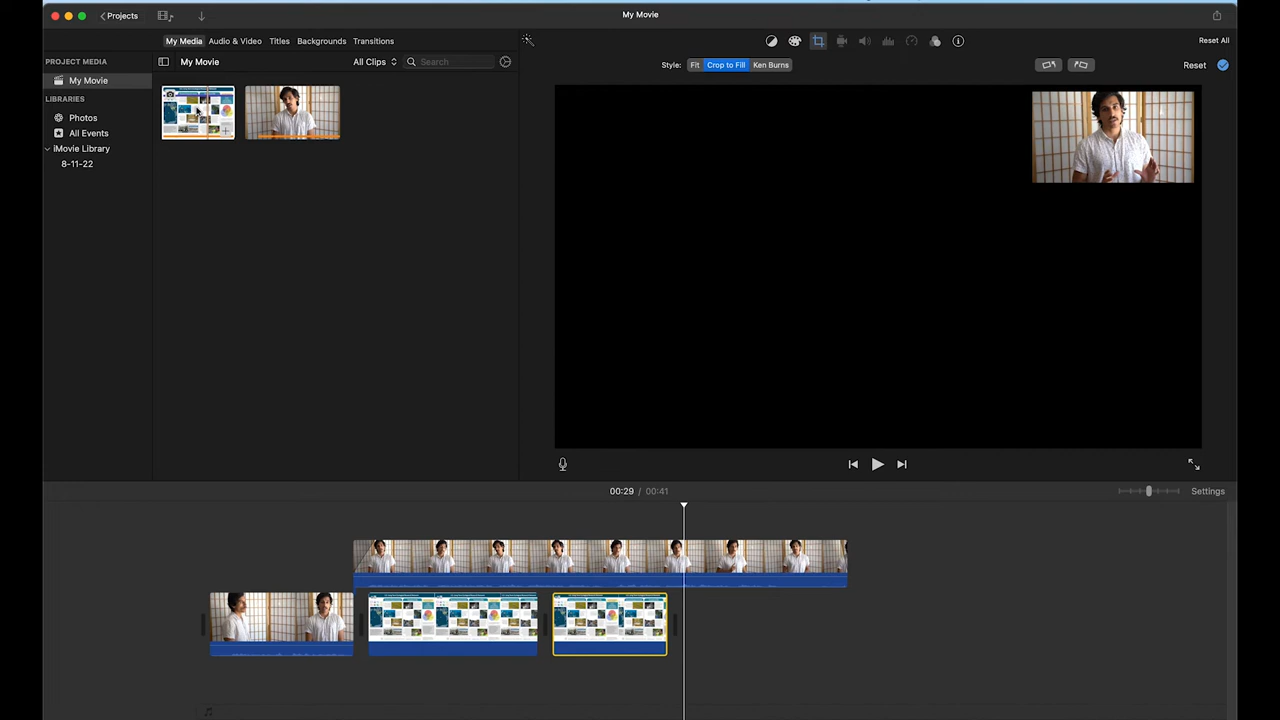 Projects
My Movie
My Media Audio & Video Titles Backgrounds Transitions
Reset All
PROJECT MEDIA
My Movie
All Clips
Search
Style: Fit Crop to Fill Ken Burns
Reset
My Movie
LIBRARIES
Photos
All Events
iMovie Library
8-11-22
00:29 / 00:41
Settings